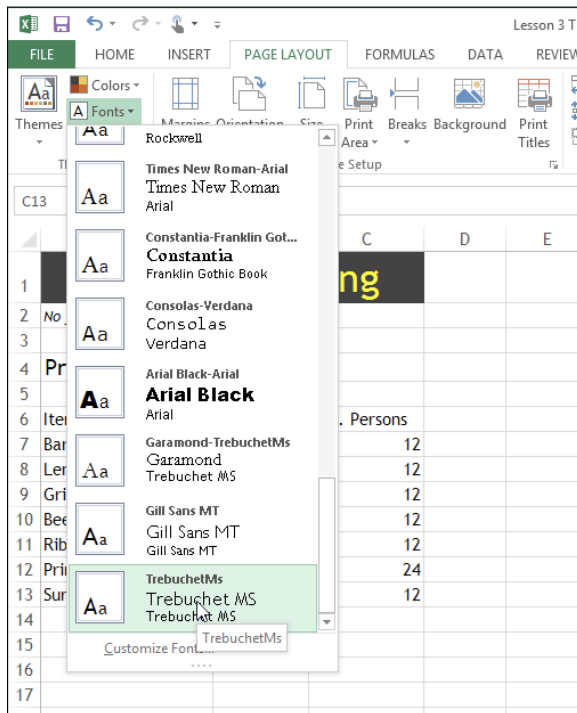 Lesson 3 T
FILE HOME INSERT PAGE LAYOUT FORMULAS DATA REVIEW
Colors
Aa
A Fonts
Themes Margins Orientation Size Print Breaks Background Print
Area Titles
e Setup
Aa Rockwell
Times New Roman-Arial
Aa Times New Roman
Arial
C13
Constantia-Franklin Got...
Aa Constantia
Franklin Gothic Book
C D E
1 ng
Consolas-Verdana
Aa Consolas
Verdana
2 No
3
4 Pr
Arial Black-Arial
Aa Arial Black
Arial
5
6 . Persons
Garamond-TrebuchetMs
Aa Garamond
Trebuchet MS
7 12
8 12
9 Gri 12
Gill Sans MT
Aa Gill Sans MT
Gill Sans MT
10 Bee 12
11 Rib 12
12 Pri 24
TrebuchetMs
Aa Trebuchet MS
Trebuchet MS
13 Sur 12
14
TrebuchetMs
15 Customize Fonts...
16
17